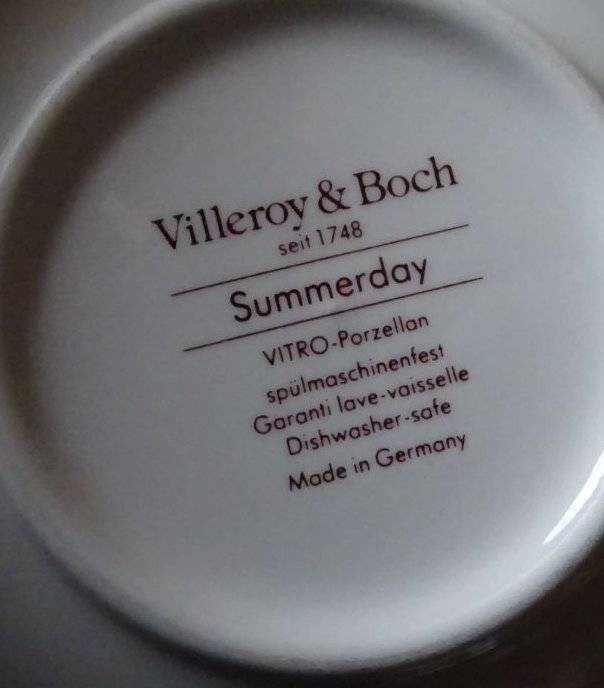 Villeroy & Boch
seit 1748
Summerday
VITRO-Porzellan
spülmaschinenfest
Garanti lave-vaisselle
Dishwasher-safe
Made in Germany